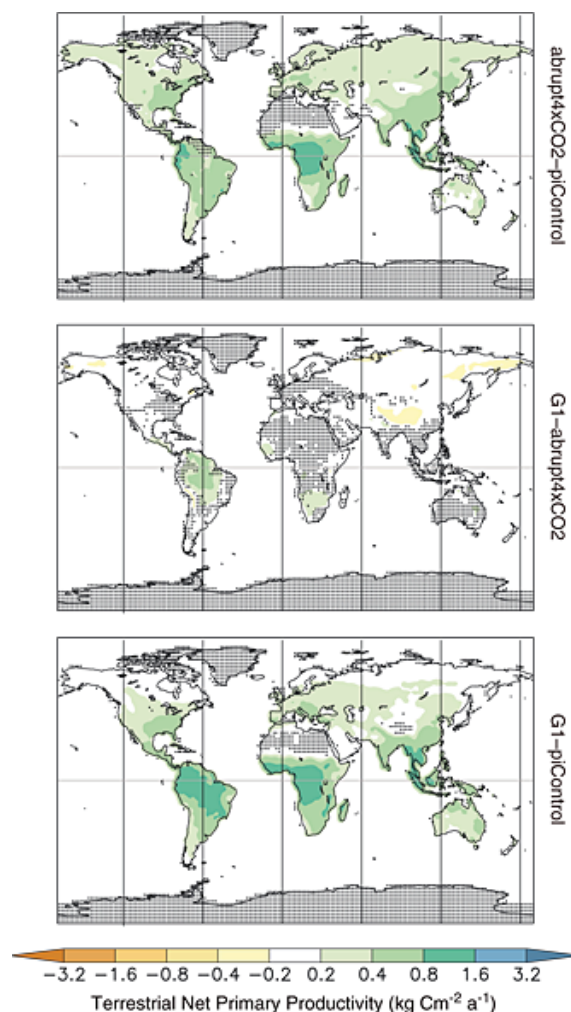 abrupt4xCO2−piControl
G1−abrupt4xCO2
G1−piControl
−3.2 −1.6 −0.8 −0.4 −0.2 0.2 0.4 0.8 1.6 3.2
Terrestrial Net Primary Productivity (kg Cm⁻² a⁻¹)